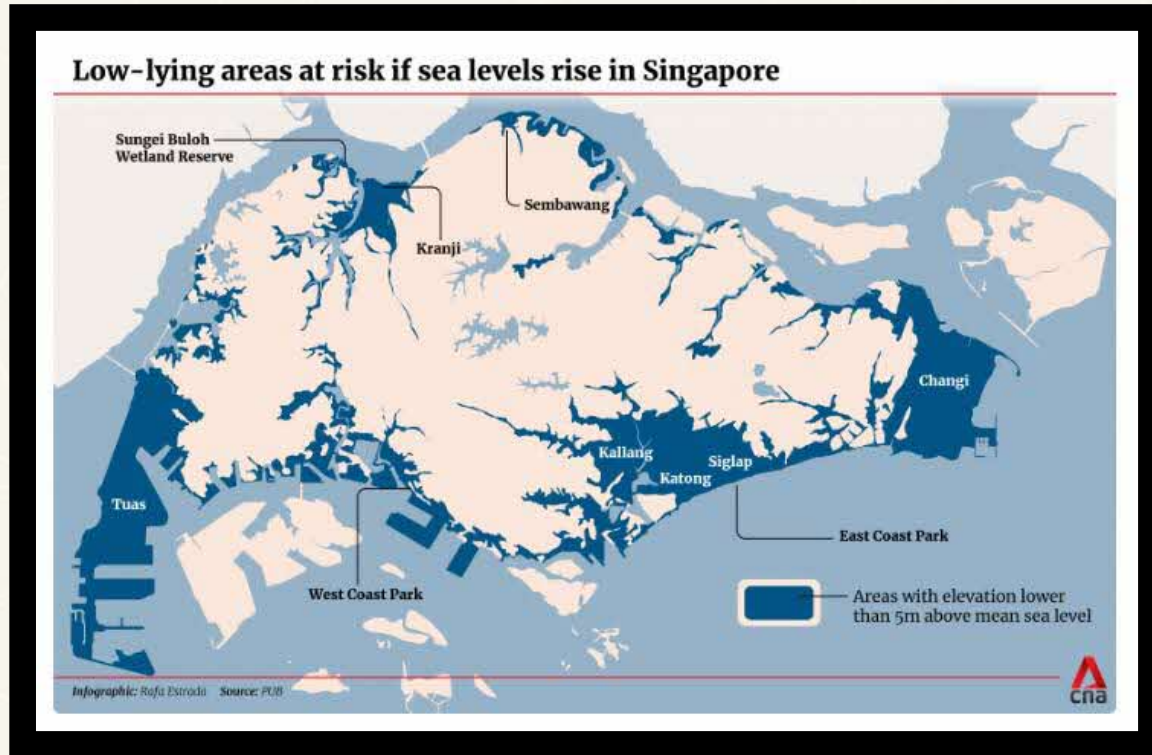 Low-lying areas at risk if sea levels rise in Singapore
Sungei Buloh
Wetland Reserve
Sembawang
Kranji
Changi
Kallang
Siglap
Katong
Tuas
East Coast Park
West Coast Park
Areas with elevation lower
than 5m above mean sea level
Infographic: Rafa Estrada Source: PUB
cna